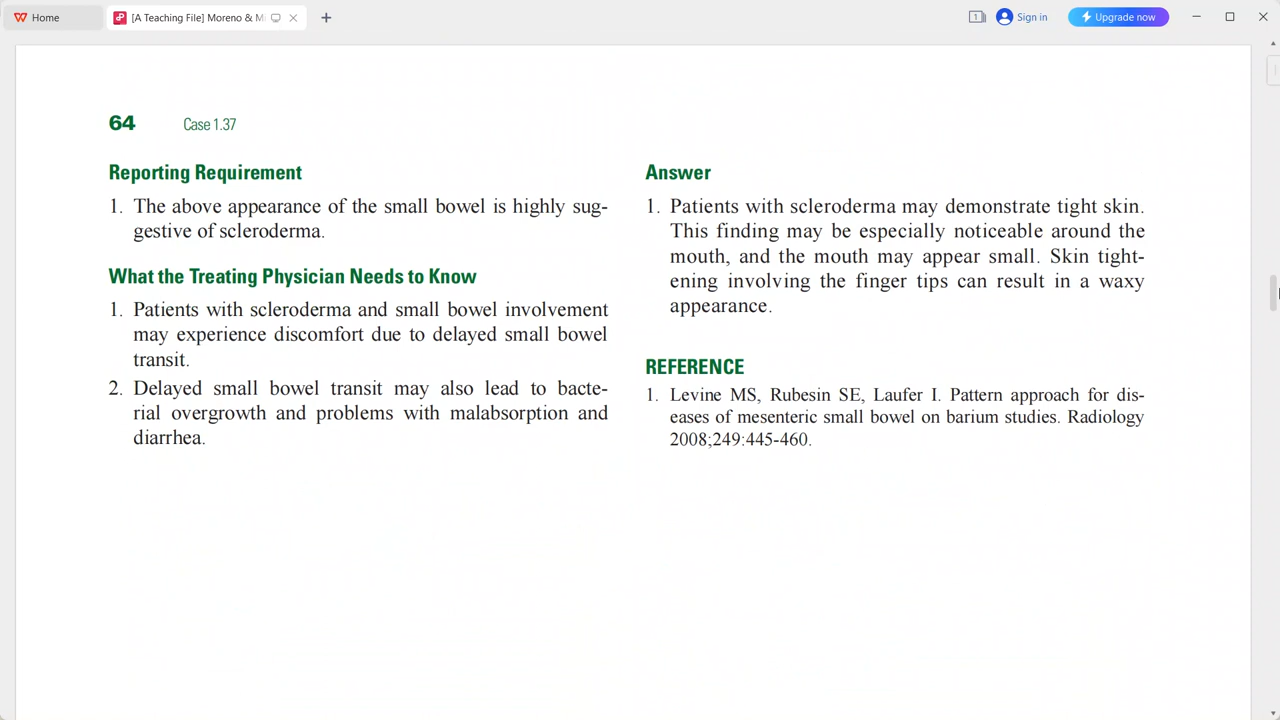 Home
[A Teaching File] Moreno & M
1
Sign in
Upgrade now
64
Case 1.37
Reporting Requirement
1. The above appearance of the small bowel is highly sug-
gestive of scleroderma.
What the Treating Physician Needs to Know
1. Patients with scleroderma and small bowel involvement
may experience discomfort due to delayed small bowel
transit.
2. Delayed small bowel transit may also lead to bacte-
rial overgrowth and problems with malabsorption and
diarrhea.
Answer
1. Patients with scleroderma may demonstrate tight skin.
This finding may be especially noticeable around the
mouth, and the mouth may appear small. Skin tight-
ening involving the finger tips can result in a waxy
appearance.
REFERENCE
1. Levine MS, Rubesin SE, Laufer I. Pattern approach for dis-
eases of mesenteric small bowel on barium studies. Radiology
2008;249:445-460.